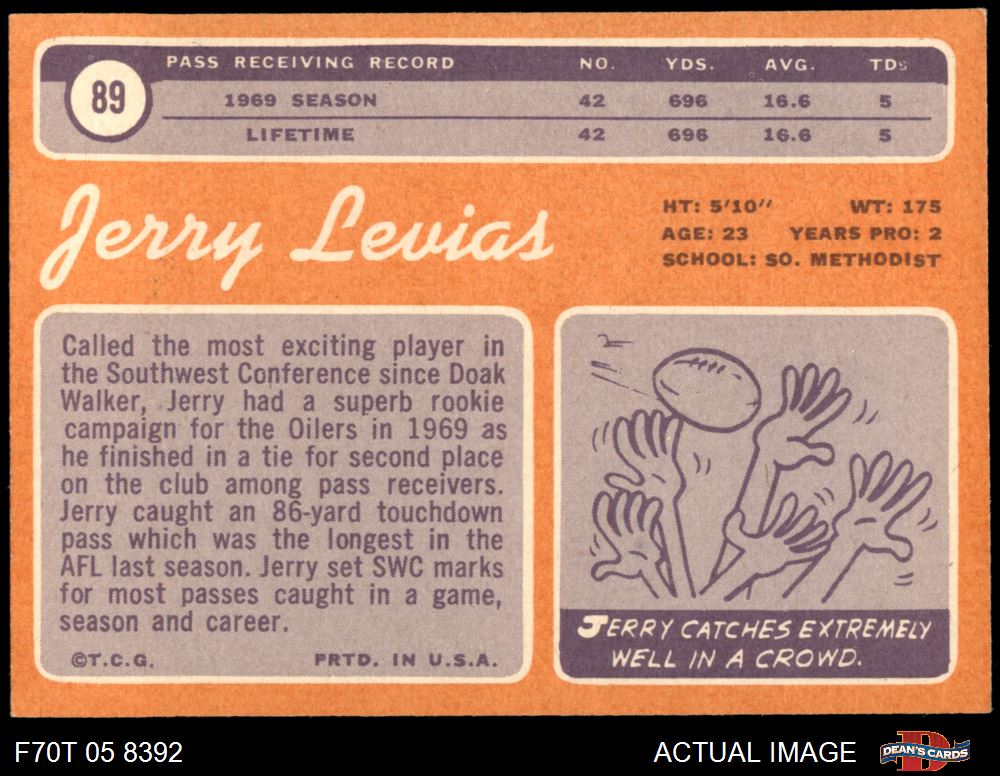 89
PASS RECEIVING RECORD NO. YDS. AVG. TDs
1969 SEASON 42 696 16.6 5
LIFETIME 42 696 16.6 5
Jerry Levias
HT: 5'10" WT: 175
AGE: 23 YEARS PRO: 2
SCHOOL: SO. METHODIST
Called the most exciting player in
the Southwest Conference since Doak
Walker, Jerry had a superb rookie
campaign for the Oilers in 1969 as
he finished in a tie for second place
on the club among pass receivers.
Jerry caught an 86-yard touchdown
pass which was the longest in the
AFL last season. Jerry set SWC marks
for most passes caught in a game,
season and career.
©T.C.G. PRTD. IN U.S.A.
JERRY CATCHES EXTREMELY
WELL IN A CROWD.
F70T 05 8392
ACTUAL IMAGE
D
DEAN'S CARDS